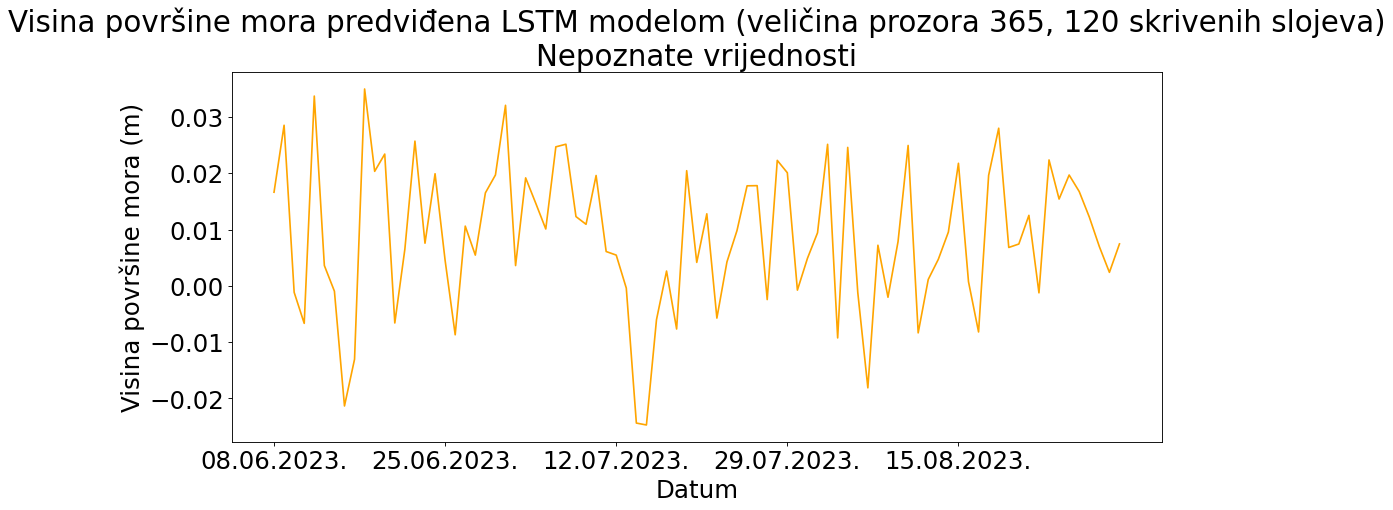 Visina površine mora predviđena LSTM modelom (veličina prozora 365, 120 skrivenih slojeva)
Nepoznate vrijednosti
Visina površine mora (m)
0.03
0.02
0.01
0.00
−0.01
−0.02
08.06.2023. 25.06.2023. 12.07.2023. 29.07.2023. 15.08.2023.
Datum